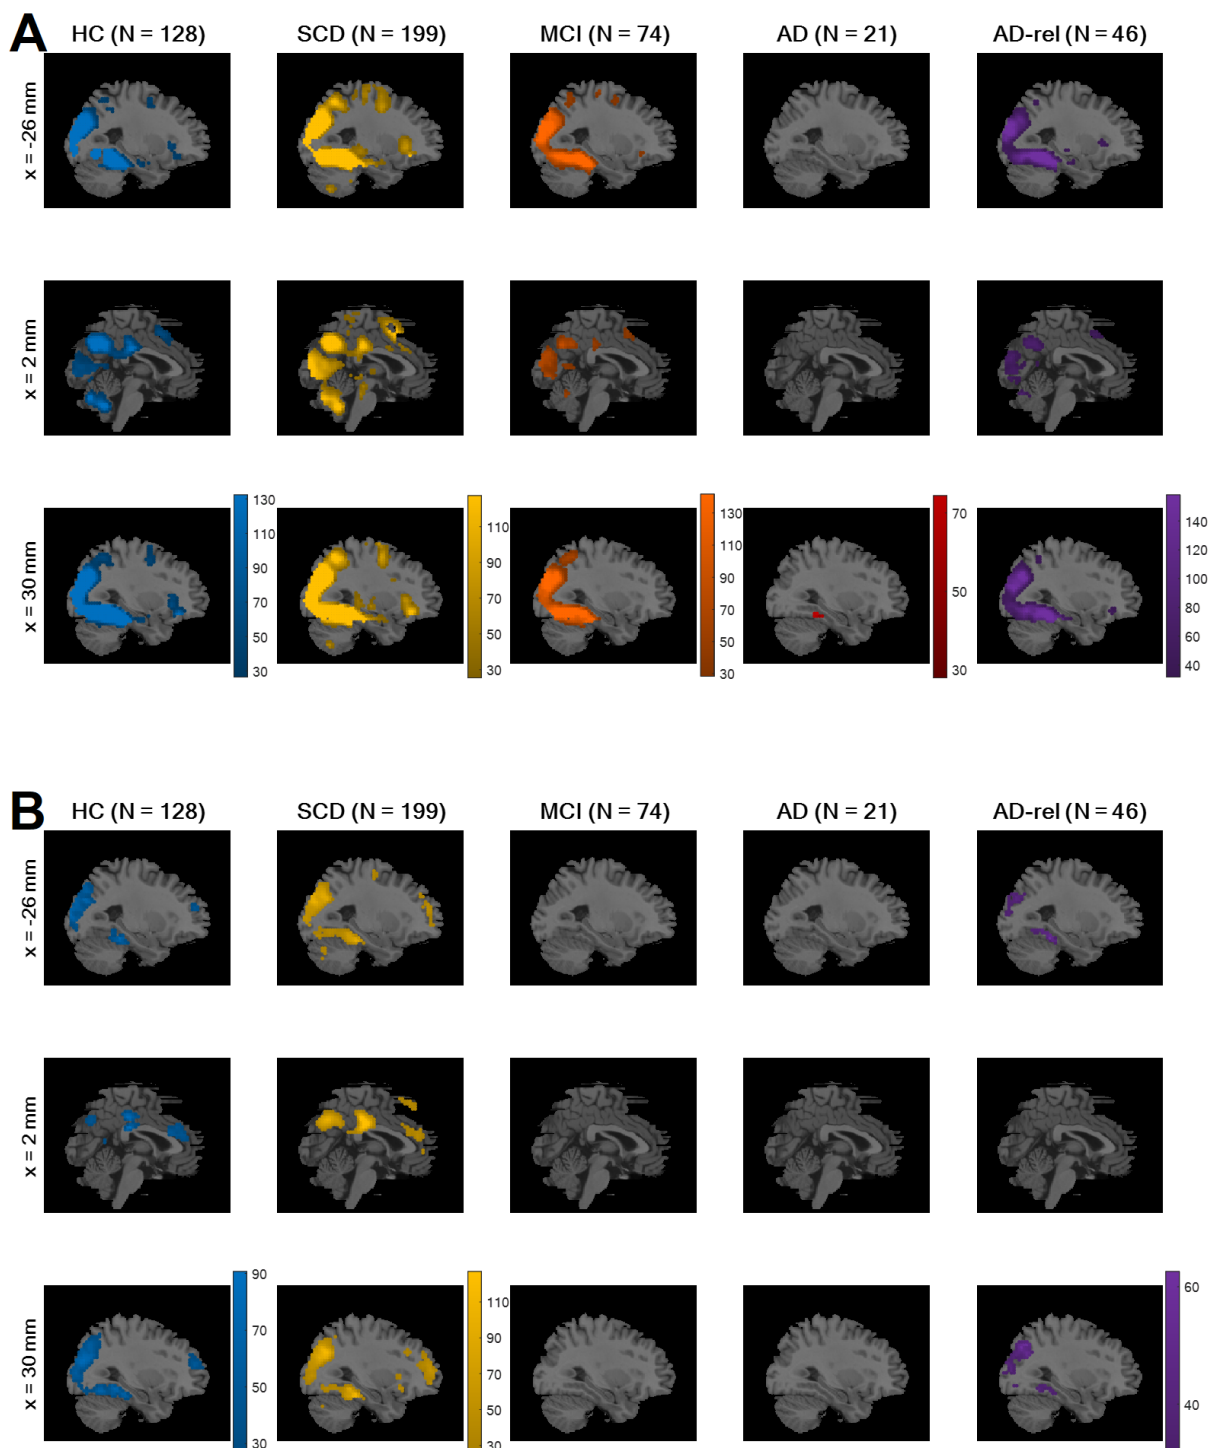 A
HC (N = 128) SCD (N = 199) MCI (N = 74) AD (N = 21) AD-rel (N = 46)
x = -26 mm
x = 2 mm
x = 30 mm
130 110 90 70 50 30
110 90 70 50 30
130 110 90 70 50 30
70 50 30
140 120 100 80 60 40
B
HC (N = 128) SCD (N = 199) MCI (N = 74) AD (N = 21) AD-rel (N = 46)
x = -26 mm
x = 2 mm
x = 30 mm
90 70 50 30
110 90 70 50 30
60 40